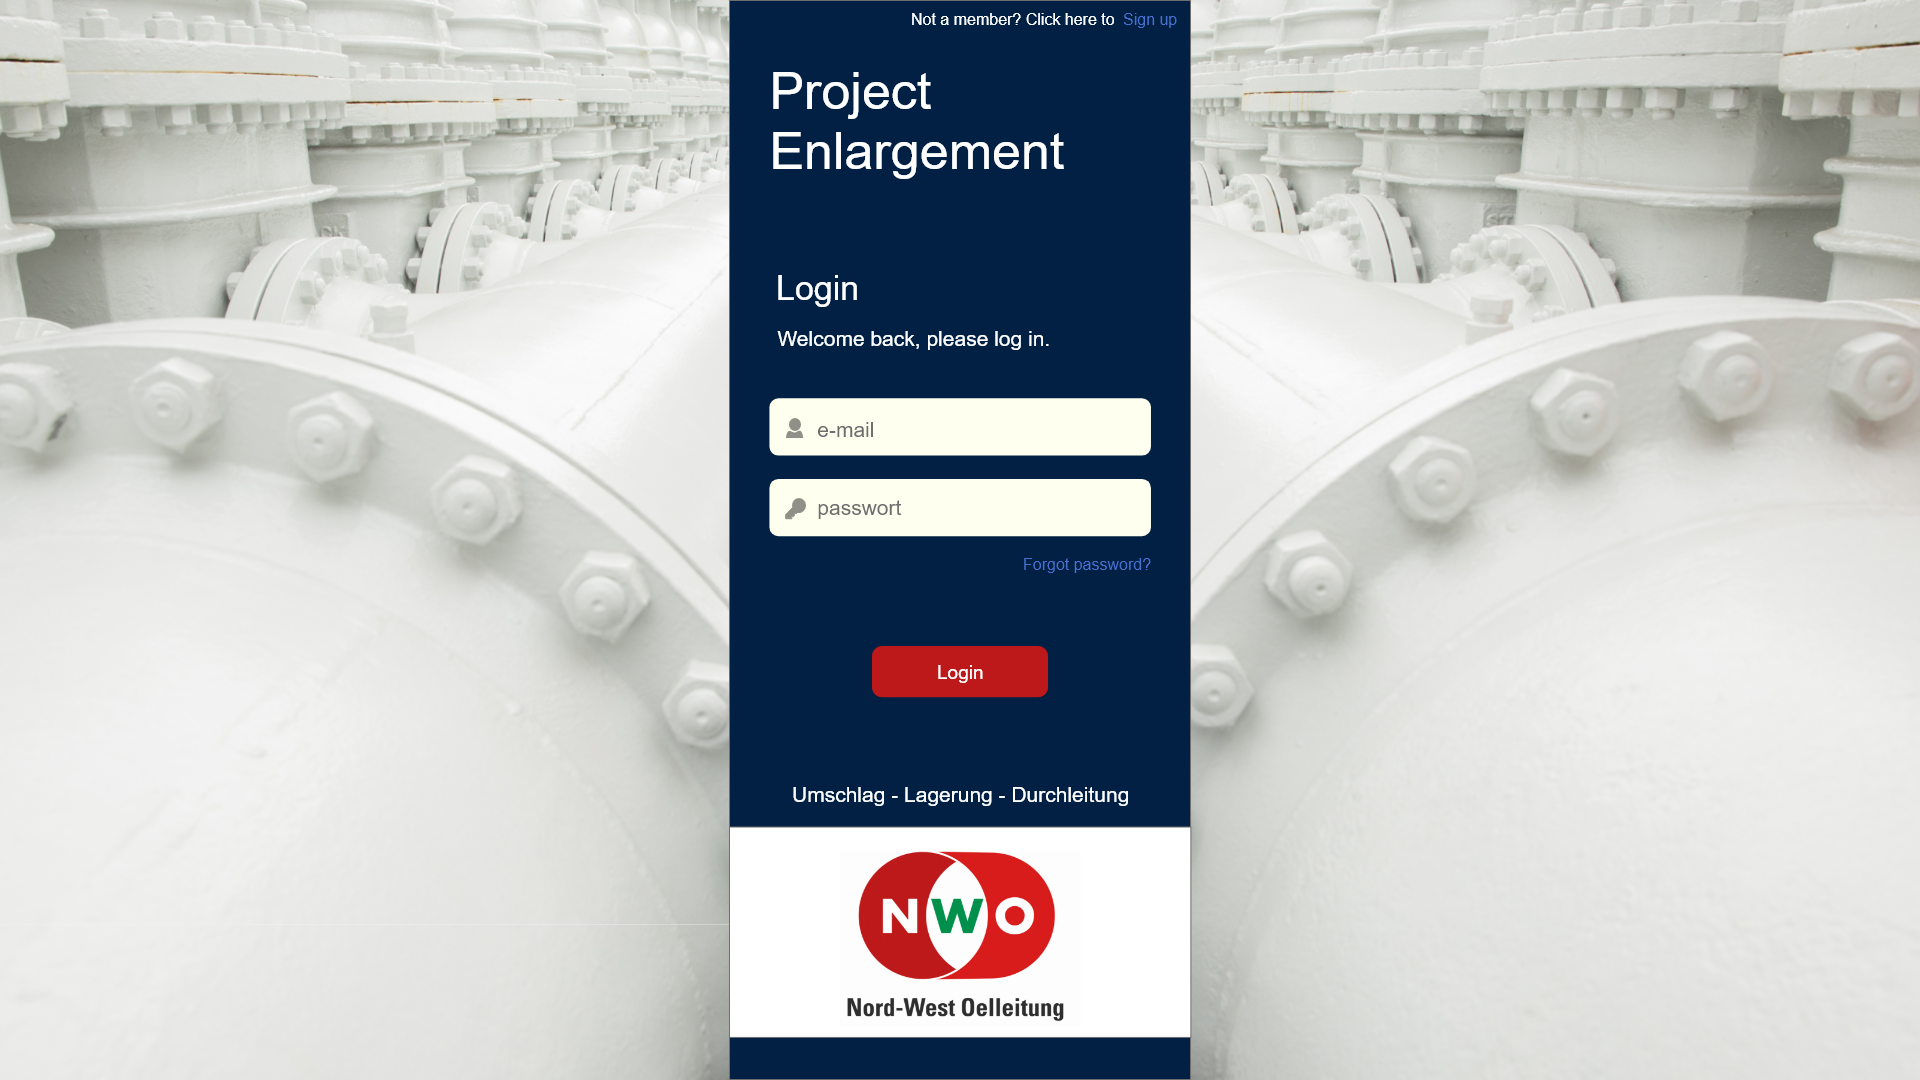 Not a member? Click here to Sign up
Project
Enlargement
Login
Welcome back, please log in.
e-mail
passwort
Forgot password?
Login
Umschlag - Lagerung - Durchleitung
NWO
Nord-West Oelleitung